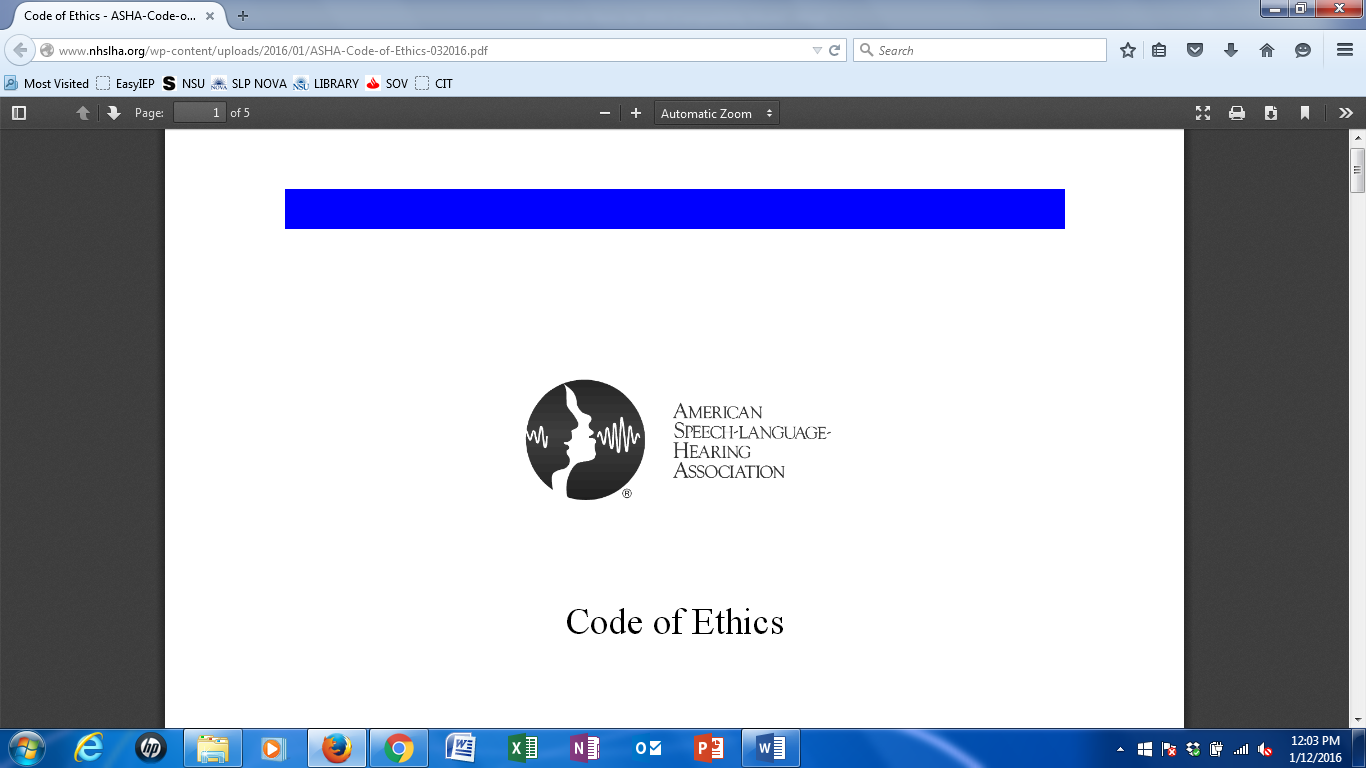 Code of Ethics - ASHA-Code-o...
www.nhslha.org/wp-content/uploads/2016/01/ASHA-Code-of-Ethics-032016.pdf
Search
Most Visited EasyIEP S NSU NOVA SLP NOVA NSU LIBRARY SOV CIT
Page: 1 of 5
Automatic Zoom
AMERICAN
SPEECH-LANGUAGE-
HEARING
ASSOCIATION
®
Code of Ethics
12:03 PM
1/12/2016